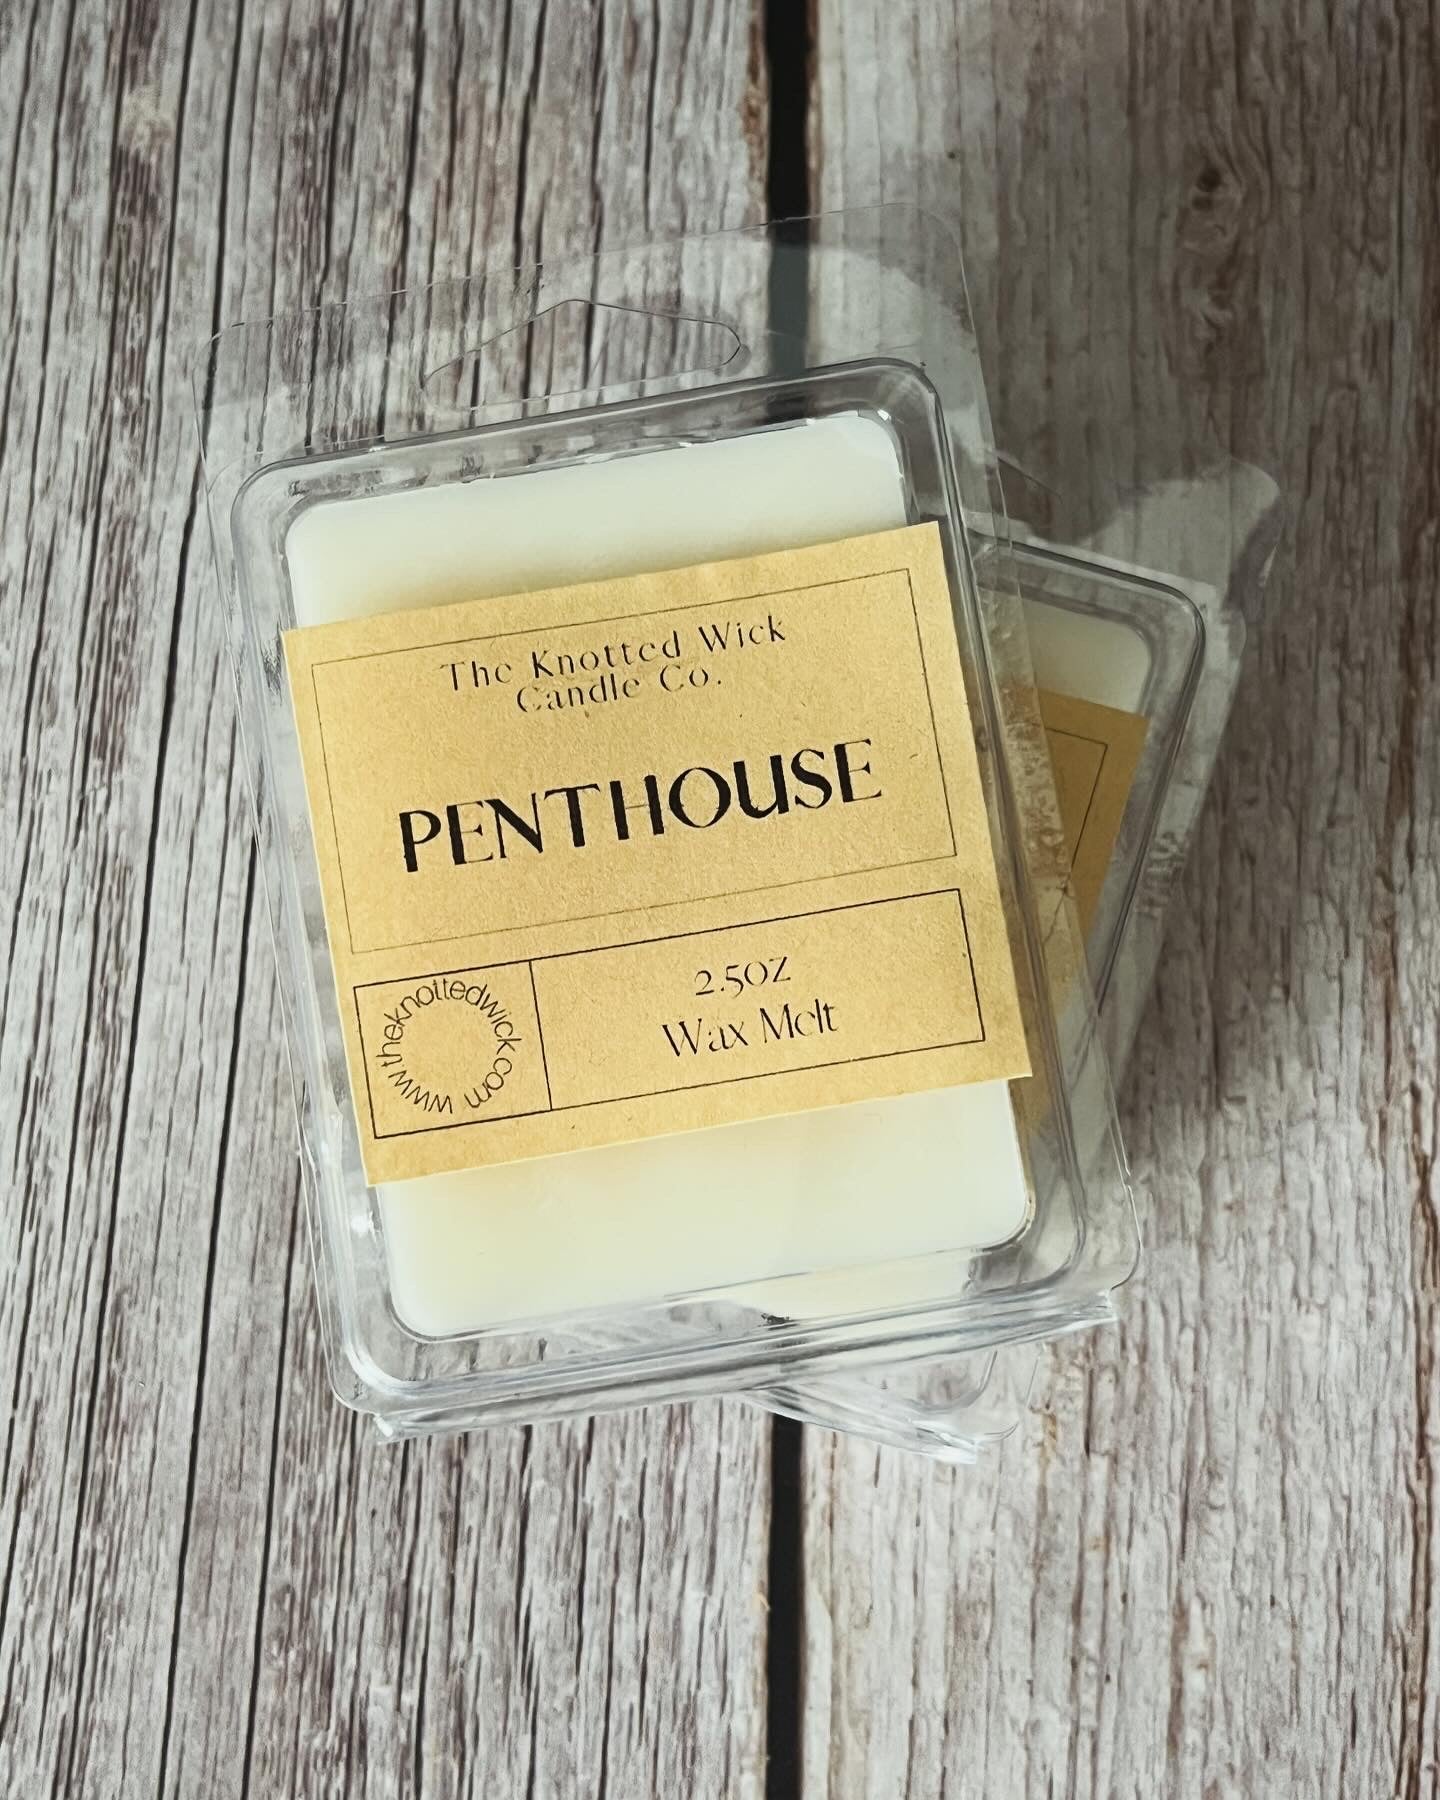 The Knotted Wick
Candle Co.
PENTHOUSE
www.theknottedwick.com
2.5oz
Wax Melt